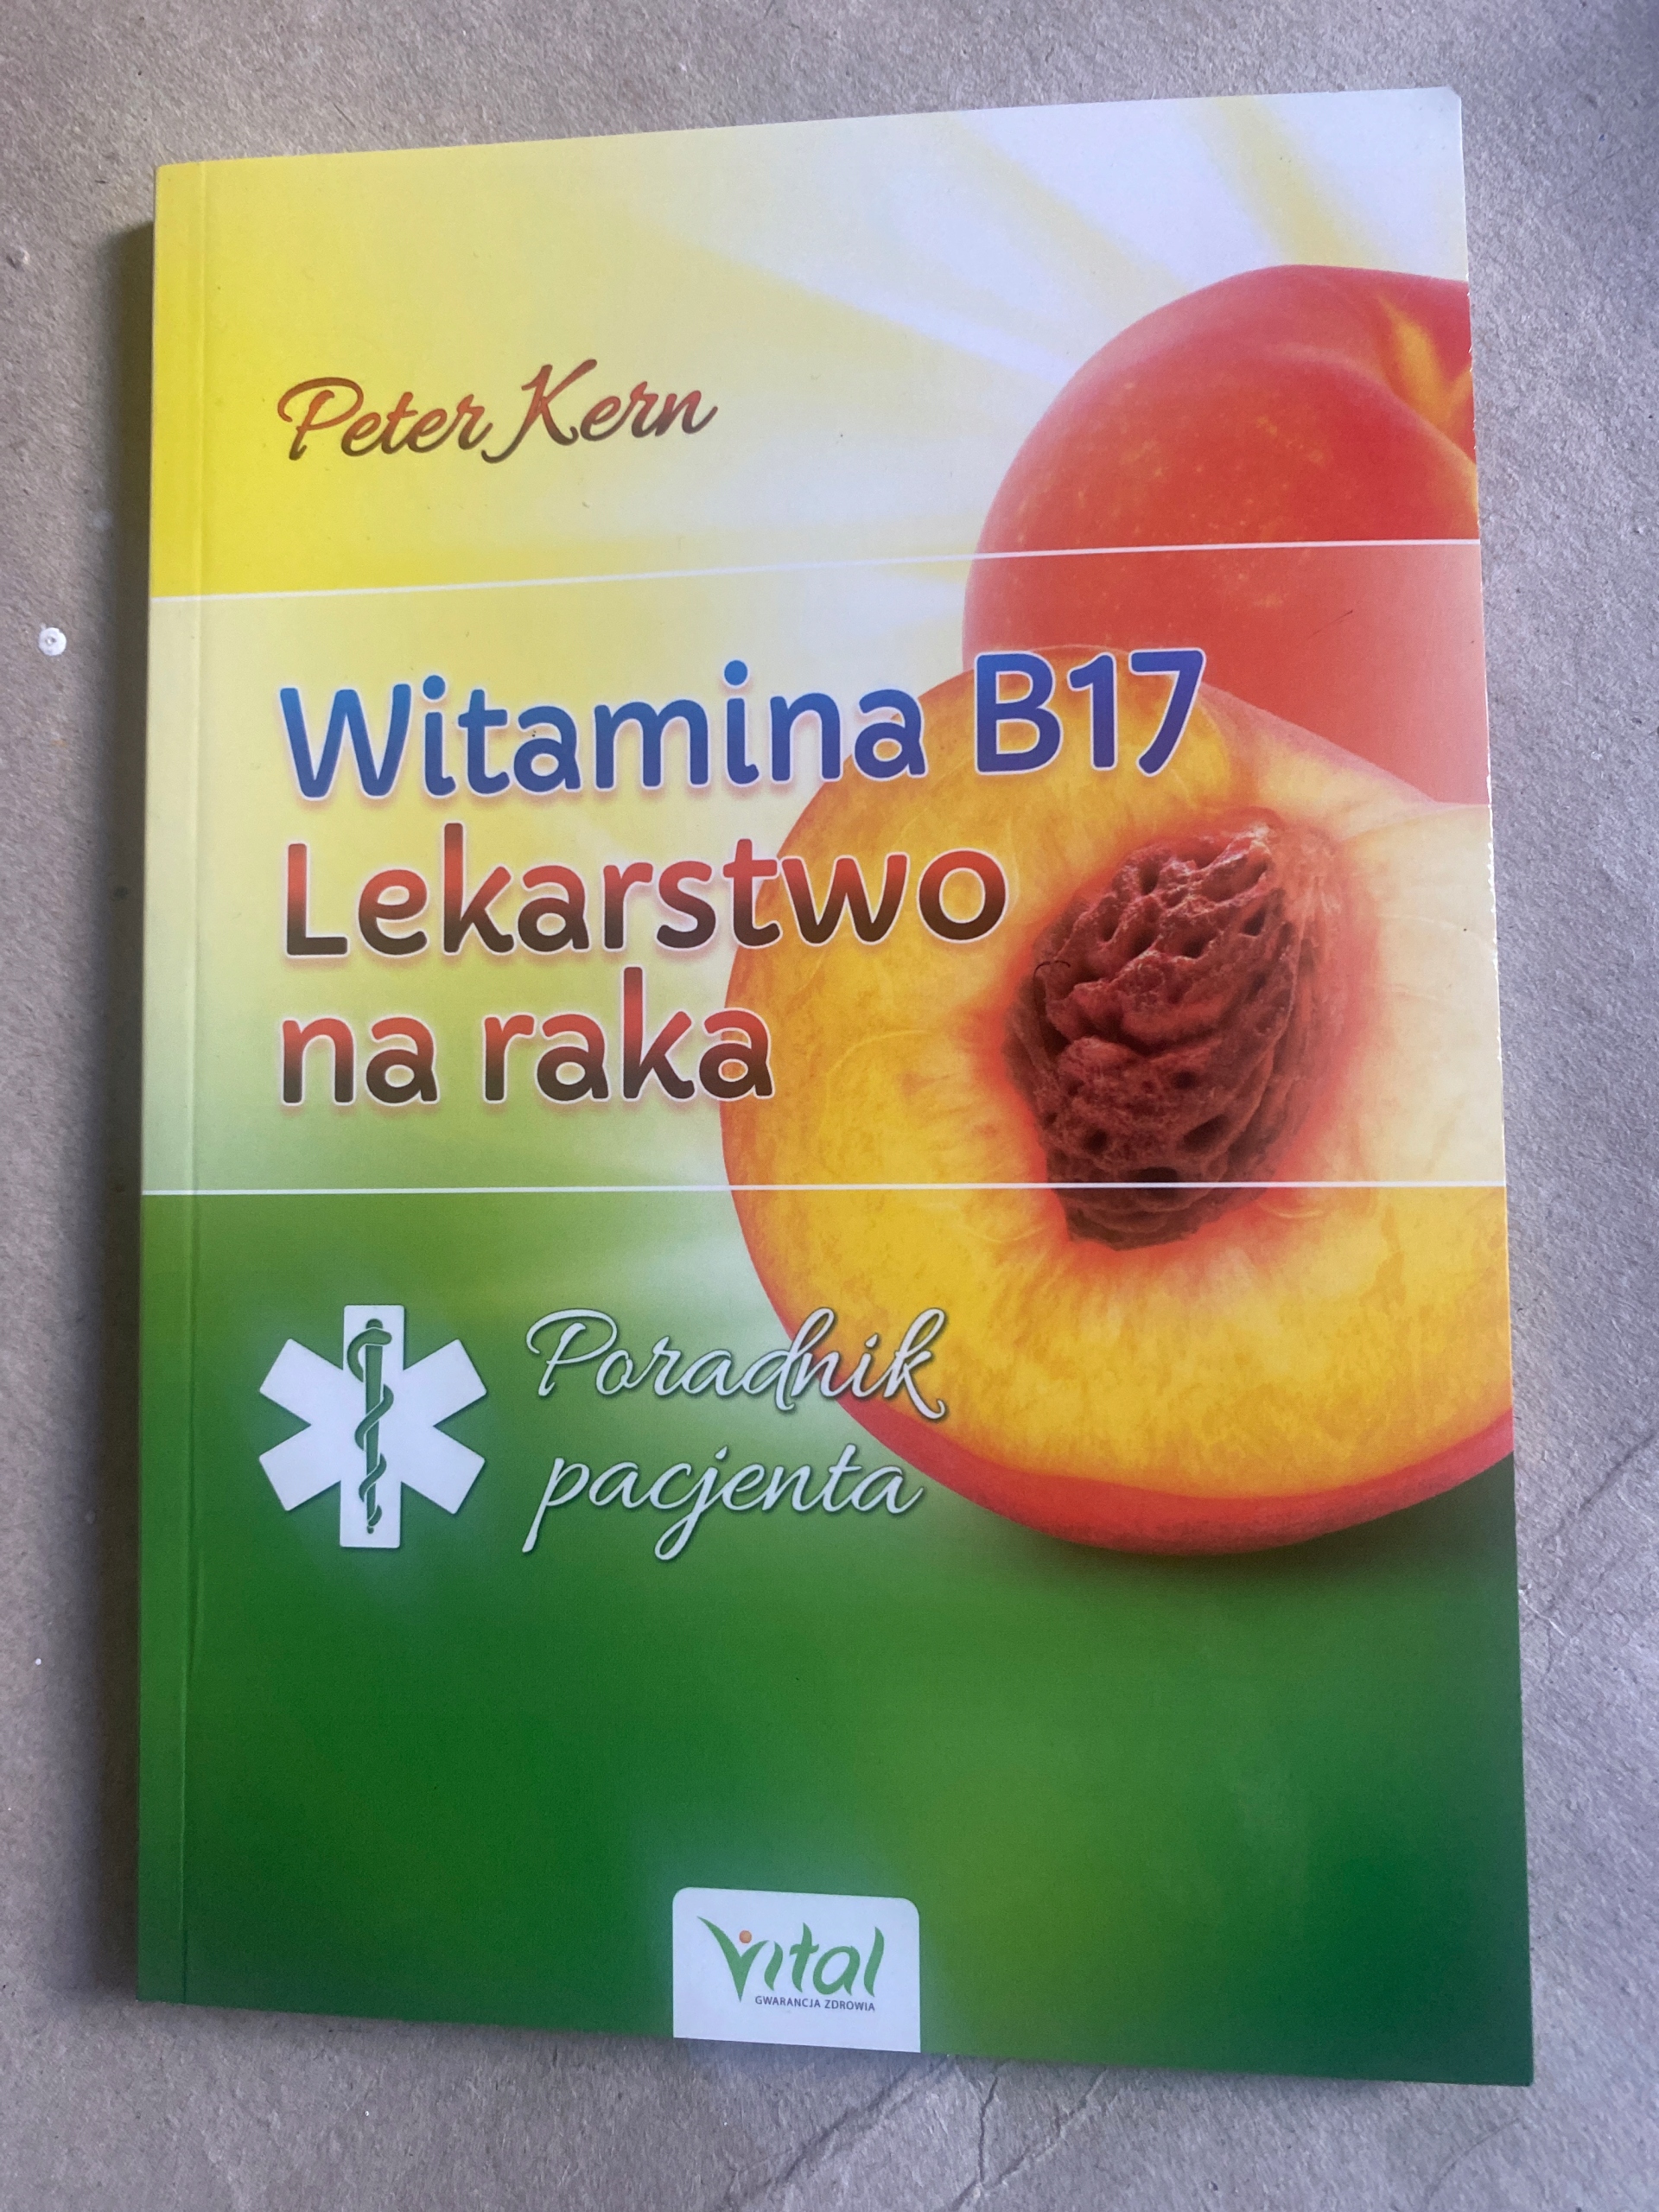 Peter Kern
Witamina B17
Lekarstwo
na raka
Poradnik
pacjenta
Vital
GWARANCJA ZDROWIA